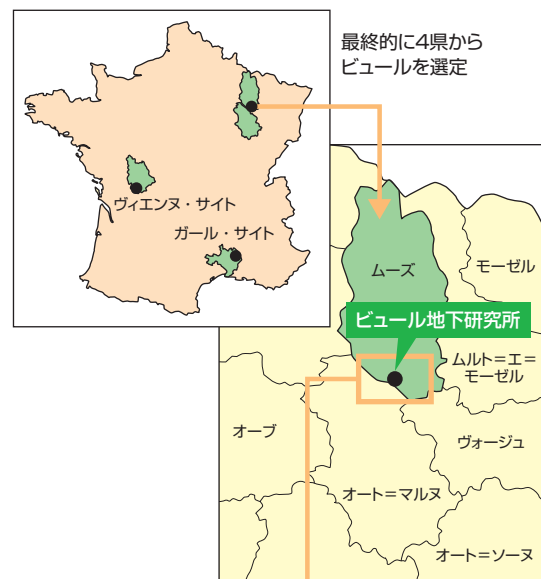 最終的に4県から
ビュールを選定
ヴィエンヌ・サイト
ガール・サイト
ムーズ
モーゼル
ビュール地下研究所
ムルト=エ=
モーゼル
オーブ
ヴォージュ
オート=マルヌ
オート=ソーヌ